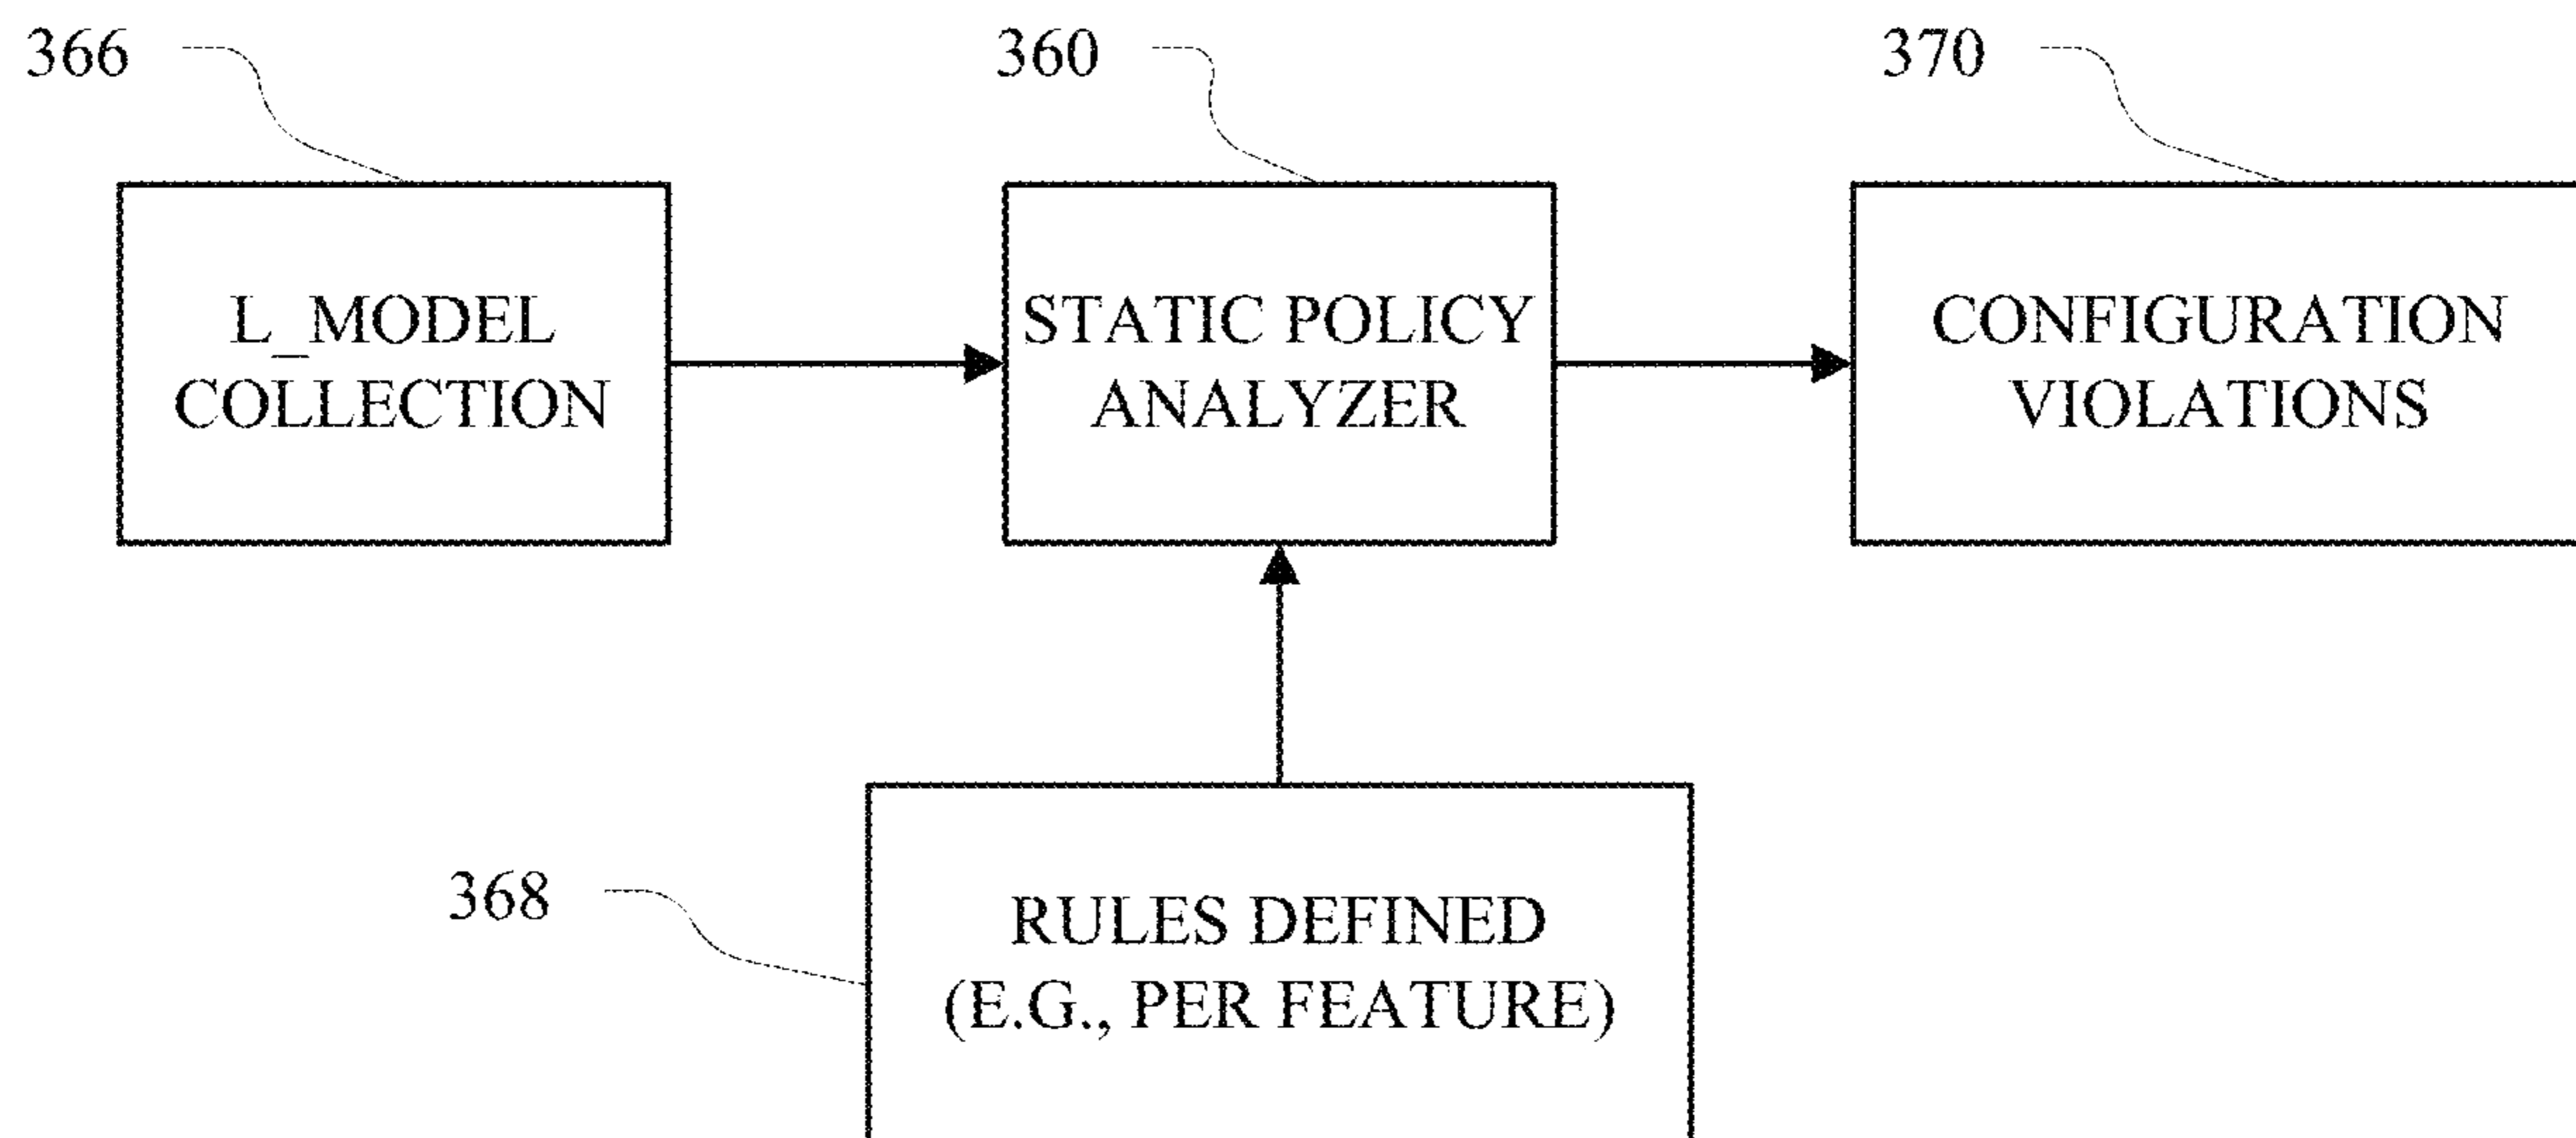 366
360
370
L_MODEL
COLLECTION
STATIC POLICY
ANALYZER
CONFIGURATION
VIOLATIONS
368
RULES DEFINED
(E.G., PER FEATURE)